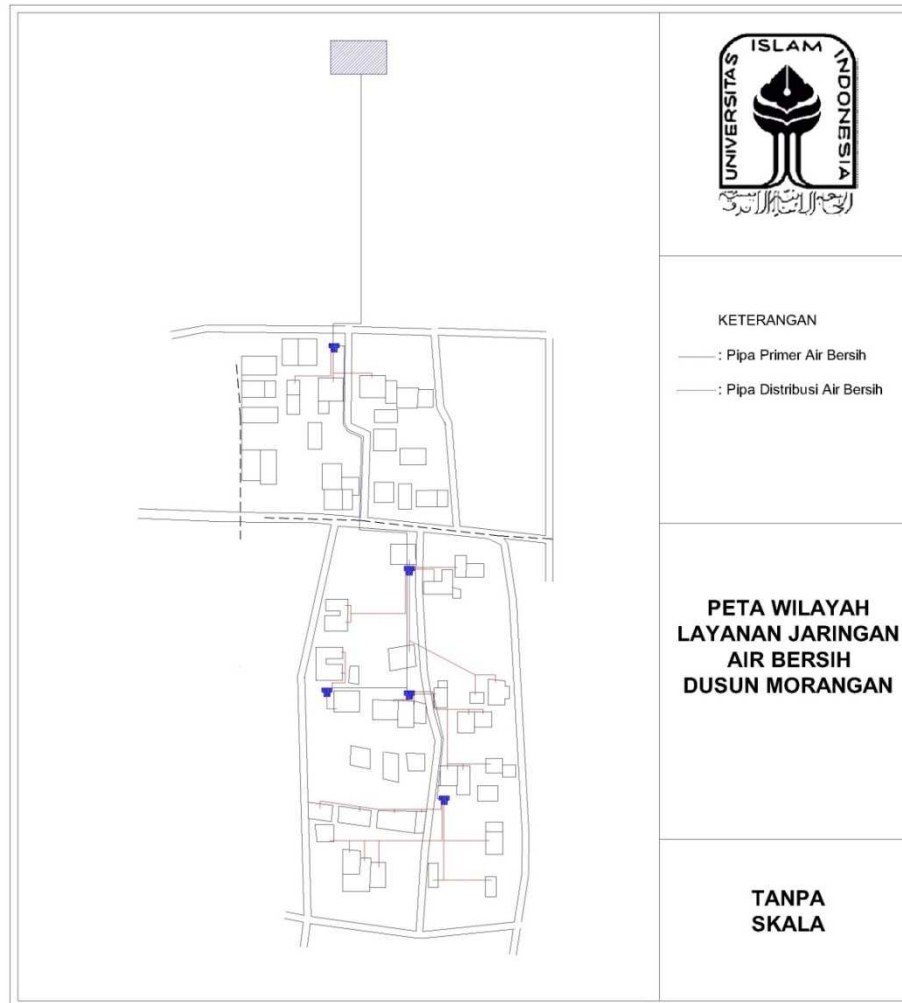 UNIVERSITAS ISLAM INDONESIA
KETERANGAN
: Pipa Primer Air Bersih
: Pipa Distribusi Air Bersih
PETA WILAYAH
LAYANAN JARINGAN
AIR BERSIH
DUSUN MORANGAN
TANPA
SKALA